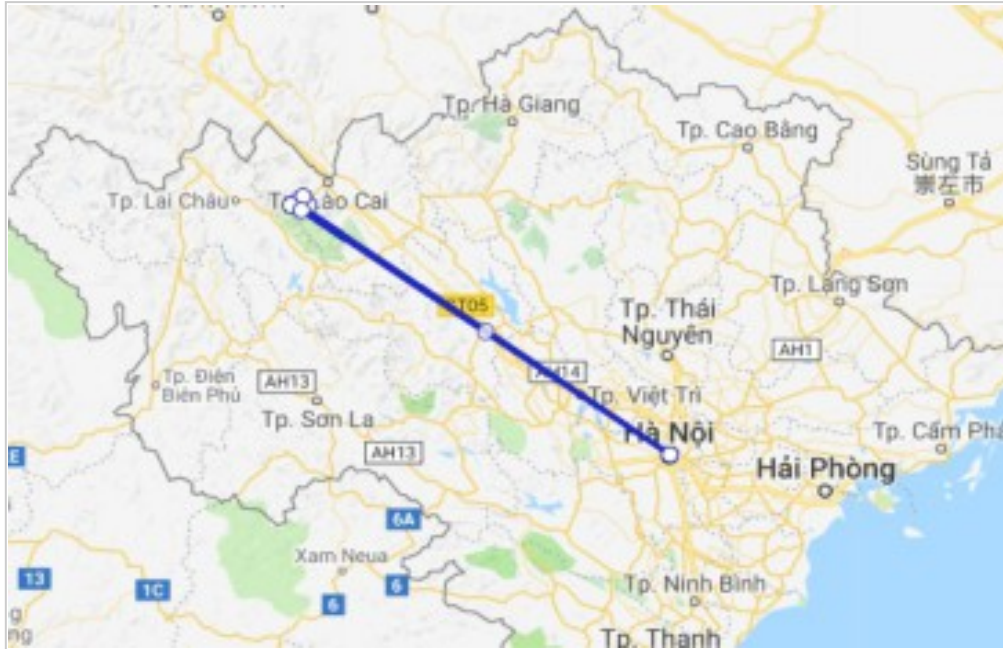 Tp. Hà Giang
Tp. Cao Bằng
Sùng Tả
崇左市
Tp. Lai Châu
Lào Cai
Tp. Lạng Sơn
CT05
Tp. Thái
Nguyên
AH1
AH14
Tp. Điện
Biên Phủ
AH13
Tp. Việt Trì
Tp. Sơn La
Hà Nội
Tp. Cẩm Phả
E
AH13
Hải Phòng
6A
Xam Neua
13
1C
6
6
Tp. Ninh Bình
Tp. Thanh